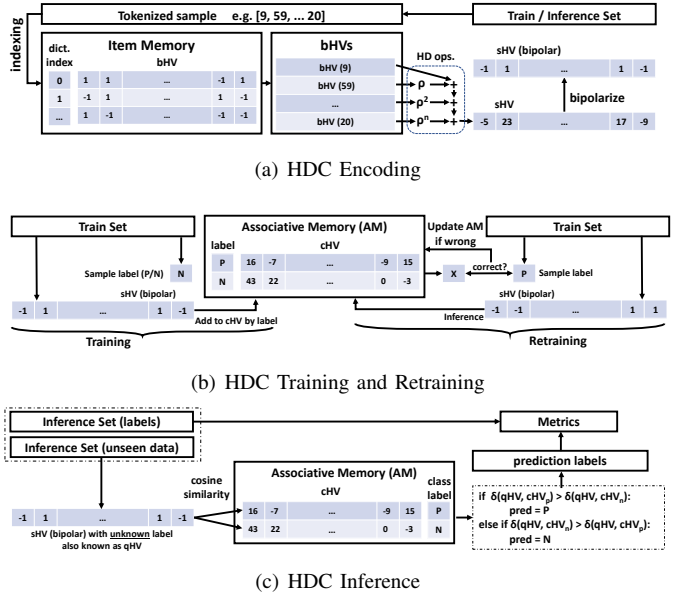 Tokenized sample e.g. [9, 59, ... 20]
Train / Inference Set
indexing
dict.
index
Item Memory
bHV
0 1 1 ... -1 1
1 -1 1 ... 1 -1
... 1 -1 ... -1 -1
bHVs
bHV (9)
bHV (59)
...
bHV (20)
HD ops.
+
ρ +
ρ² +
ρⁿ +
sHV (bipolar)
-1 1 ... 1 -1
bipolarize
sHV
-5 23 ... 17 -9
(a) HDC Encoding
Train Set
Sample label (P/N) N
sHV (bipolar)
-1 1 ... 1 -1
Training
Add to cHV by label
Associative Memory (AM)
label cHV
P 16 -7 ... -9 15
N 43 22 ... 0 -3
Update AM
if wrong
Train Set
X correct? P Sample label
sHV (bipolar)
-1 -1 ... 1 1
Inference
Retraining
(b) HDC Training and Retraining
Inference Set (labels)
Inference Set (unseen data)
Metrics
prediction labels
cosine
similarity
Associative Memory (AM)
cHV
class
label
16 -7 ... -9 15 P
43 22 ... 0 -3 N
-1 1 ... 1 -1
sHV (bipolar) with unknown label
also known as qHV
if δ(qHV, cHVₚ) > δ(qHV, cHVₙ):
pred = P
else if δ(qHV, cHVₙ) > δ(qHV, cHVₚ):
pred = N
(c) HDC Inference